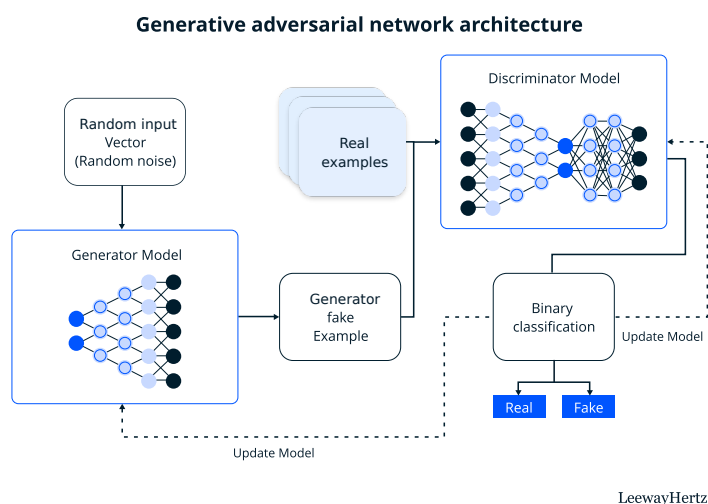 Generative adversarial network architecture
Discriminator Model
Random input
Vector
(Random noise)
Real
examples
Generator Model
Generator
fake
Example
Binary
classification
Update Model
Real
Fake
Update Model
LeewayHertz